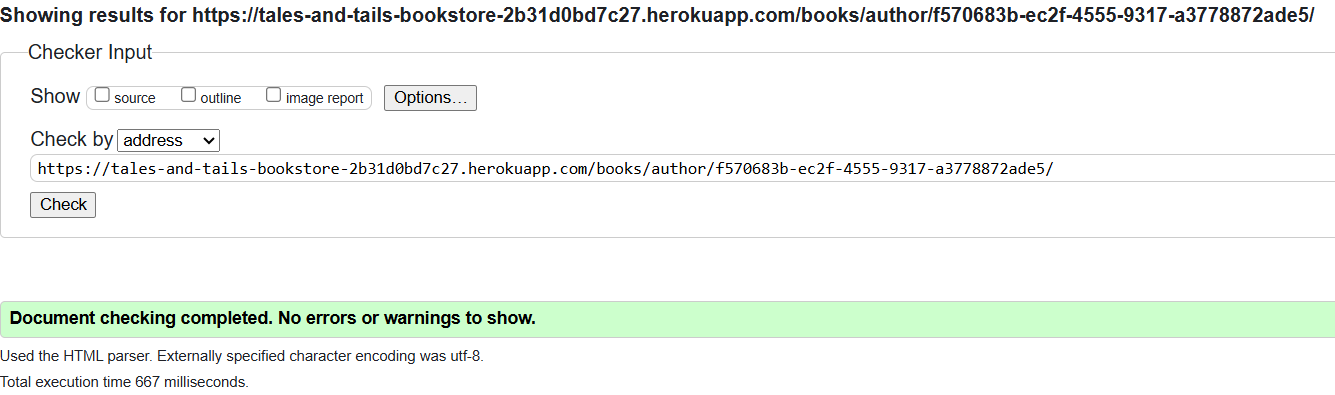 Showing results for https://tales-and-tails-bookstore-2b31d0bd7c27.herokuapp.com/books/author/f570683b-ec2f-4555-9317-a3778872ade5/
Checker Input
Show source outline image report Options...
Check by address
https://tales-and-tails-bookstore-2b31d0bd7c27.herokuapp.com/books/author/f570683b-ec2f-4555-9317-a3778872ade5/
Check
Document checking completed. No errors or warnings to show.
Used the HTML parser. Externally specified character encoding was utf-8.
Total execution time 667 milliseconds.